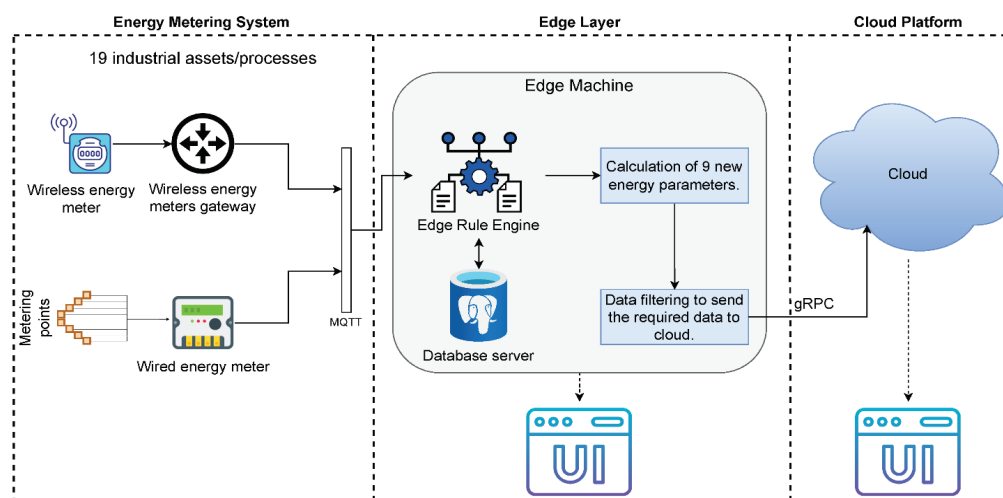 Energy Metering System
Edge Layer
Cloud Platform
19 industrial assets/processes
Edge Machine
0000
Wireless energy
meter
Wireless energy
meters gateway
Edge Rule Engine
Calculation of 9 new
energy parameters.
Cloud
Metering
points
Wired energy meter
MQTT
Database server
Data filtering to send
the required data to
cloud.
gRPC
UI
UI